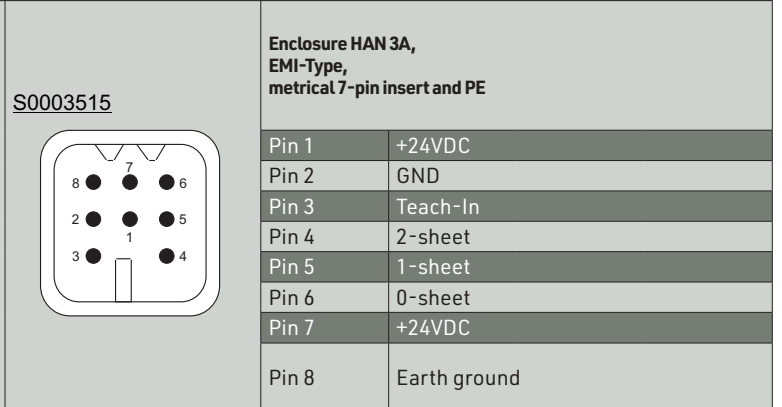 Enclosure HAN 3A,
EMI-Type,
metrical 7-pin insert and PE
S0003515
7
8 6
2 5
1
3 4
Pin 1 +24VDC
Pin 2 GND
Pin 3 Teach-In
Pin 4 2-sheet
Pin 5 1-sheet
Pin 6 0-sheet
Pin 7 +24VDC
Pin 8 Earth ground